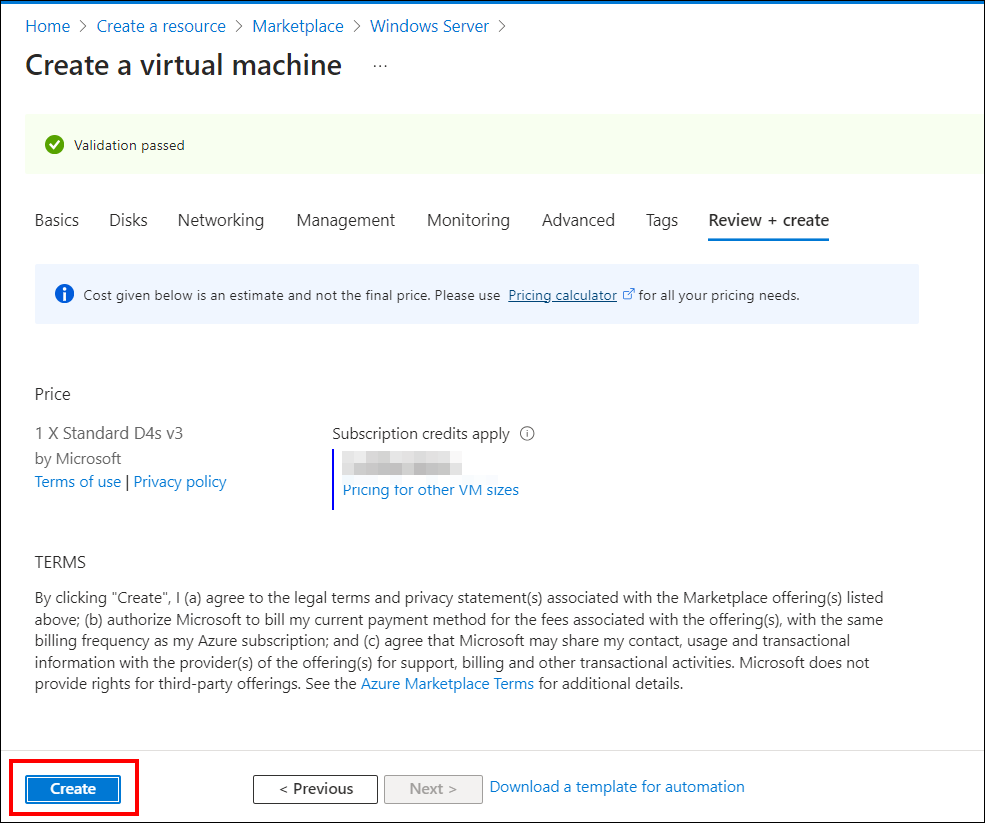 Home > Create a resource > Marketplace > Windows Server >
Create a virtual machine ...
Validation passed
Basics Disks Networking Management Monitoring Advanced Tags Review + create
Cost given below is an estimate and not the final price. Please use Pricing calculator for all your pricing needs.
Price
1 X Standard D4s v3
by Microsoft
Terms of use | Privacy policy
Subscription credits apply
Pricing for other VM sizes
TERMS
By clicking "Create", I (a) agree to the legal terms and privacy statement(s) associated with the Marketplace offering(s) listed
above; (b) authorize Microsoft to bill my current payment method for the fees associated with the offering(s), with the same
billing frequency as my Azure subscription; and (c) agree that Microsoft may share my contact, usage and transactional
information with the provider(s) of the offering(s) for support, billing and other transactional activities. Microsoft does not
provide rights for third-party offerings. See the Azure Marketplace Terms for additional details.
Create < Previous Next > Download a template for automation